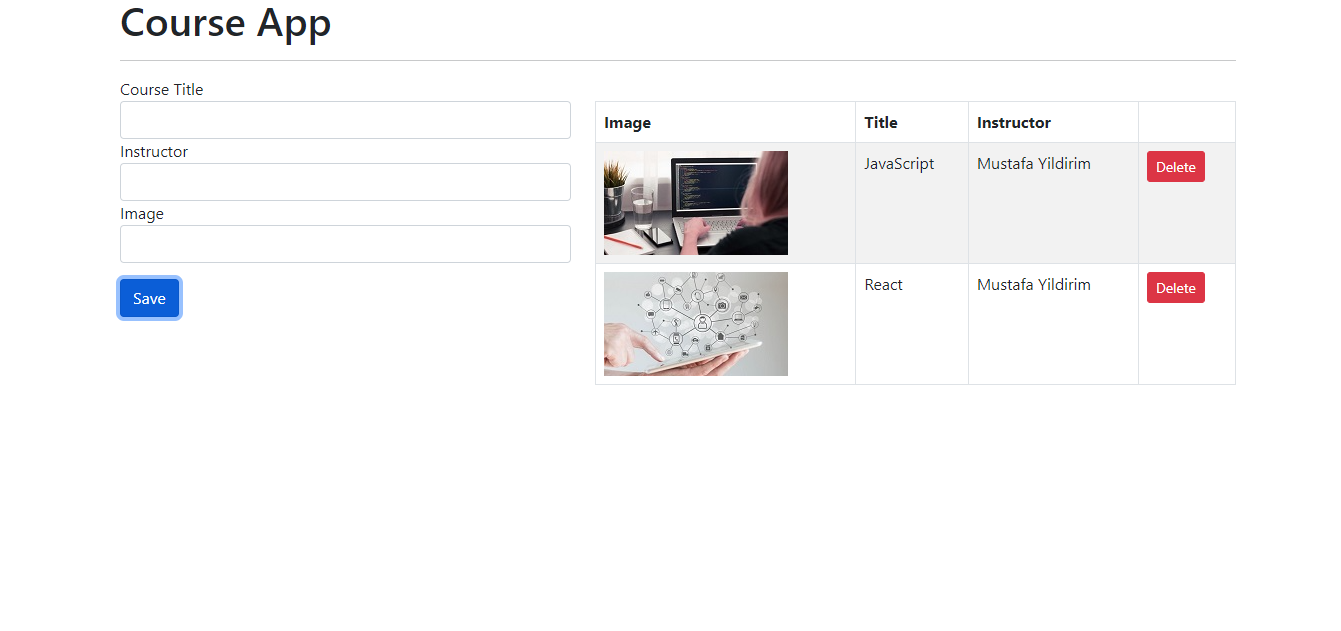 Course App
Course Title
Instructor
Image
Save
Image Title Instructor
JavaScript Mustafa Yildirim Delete
React Mustafa Yildirim Delete